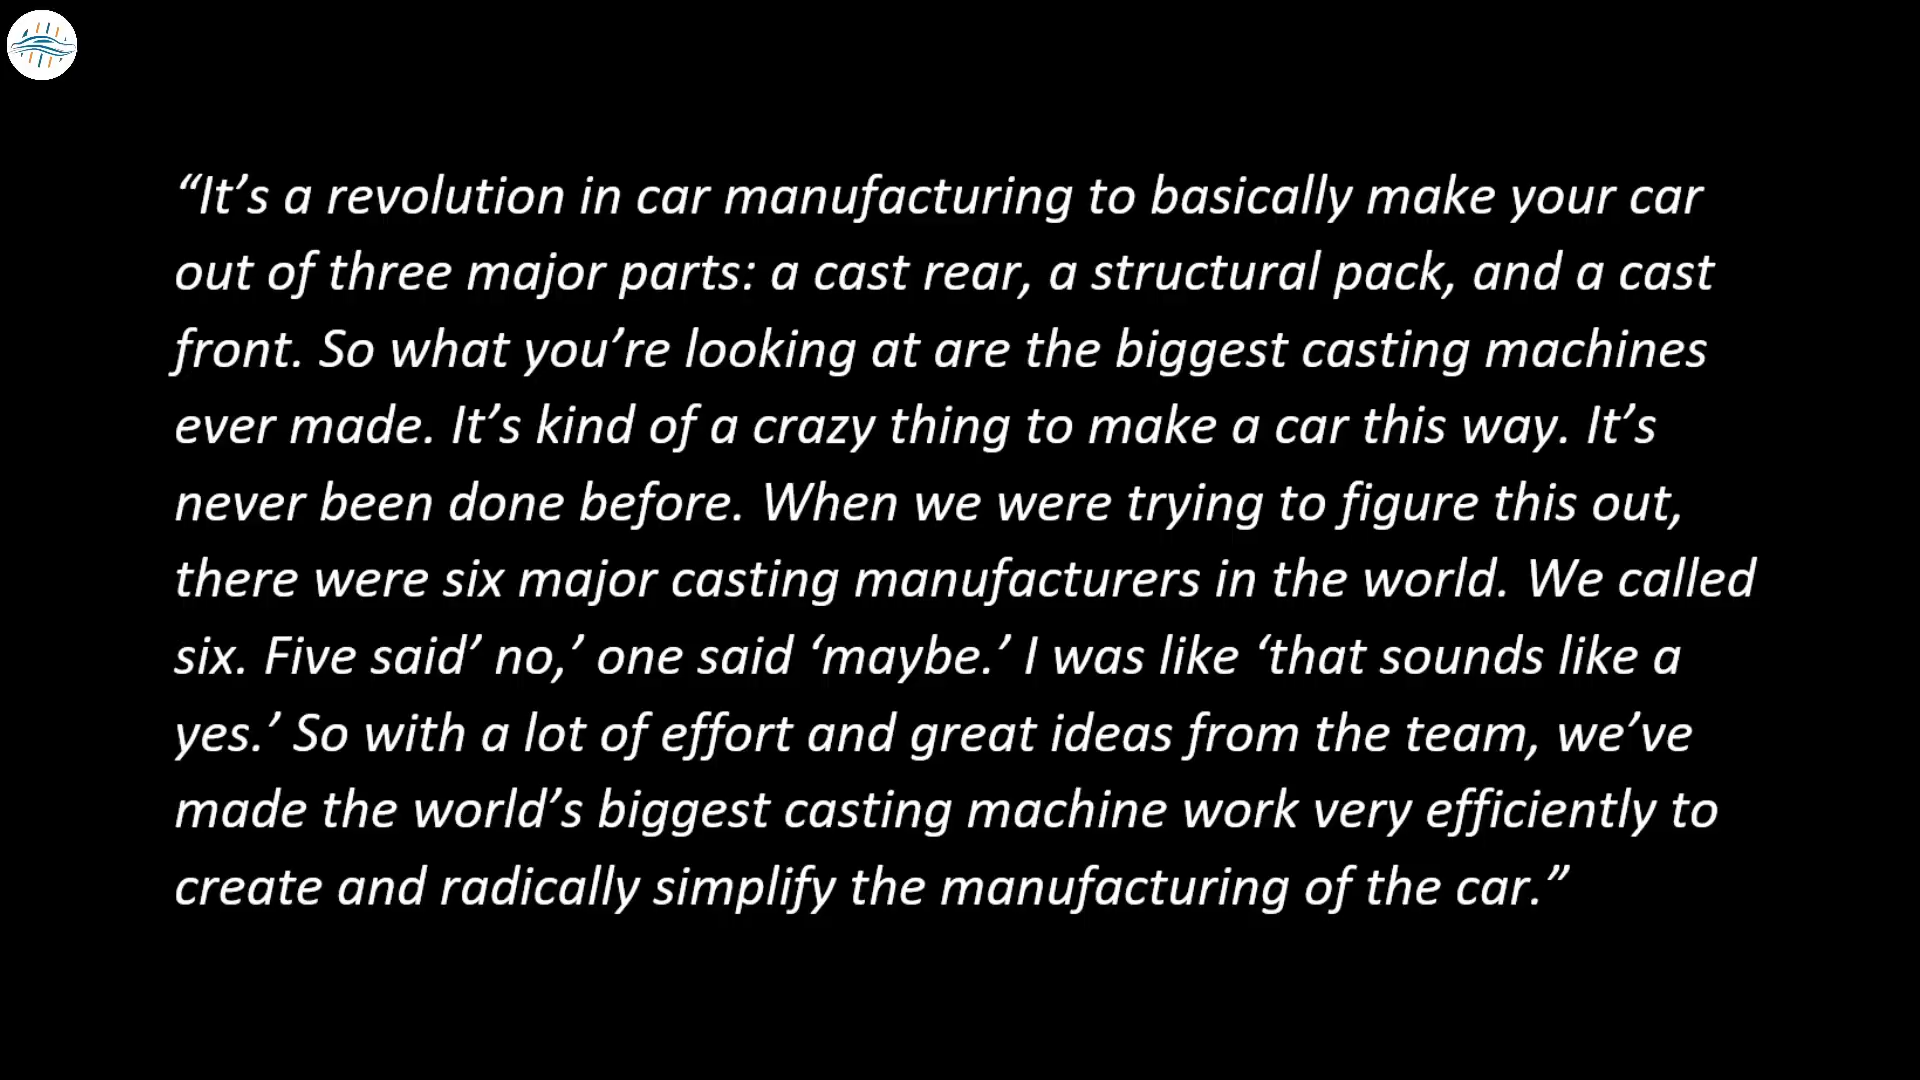 “It’s a revolution in car manufacturing to basically make your car
out of three major parts: a cast rear, a structural pack, and a cast
front. So what you’re looking at are the biggest casting machines
ever made. It’s kind of a crazy thing to make a car this way. It’s
never been done before. When we were trying to figure this out,
there were six major casting manufacturers in the world. We called
six. Five said’ no,’ one said ‘maybe.’ I was like ‘that sounds like a
yes.’ So with a lot of effort and great ideas from the team, we’ve
made the world’s biggest casting machine work very efficiently to
create and radically simplify the manufacturing of the car.”